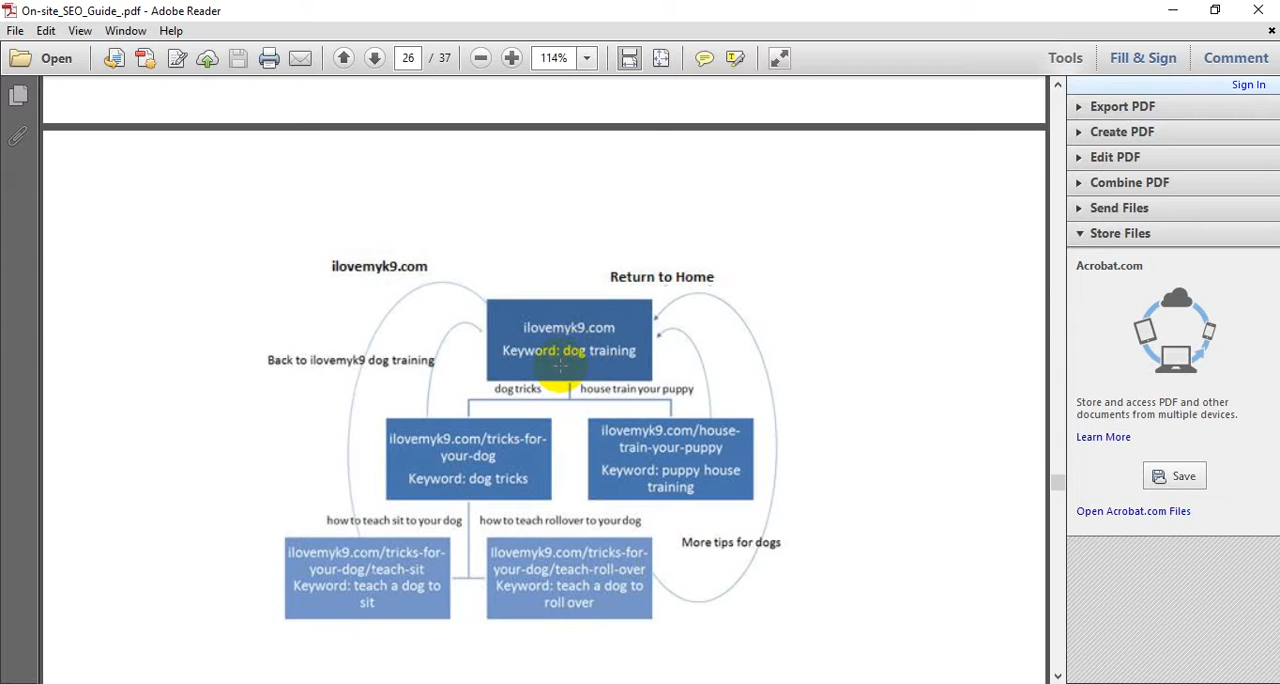 On-site_SEO_Guide_.pdf - Adobe Reader
File Edit View Window Help
Open 26 / 37 114% Tools Fill & Sign Comment
Sign In
Export PDF
Create PDF
Edit PDF
Combine PDF
Send Files
Store Files
Acrobat.com
Store and access PDF and other
documents from multiple devices.
Learn More
Save
Open Acrobat.com Files
ilovemyk9.com
Return to Home
ilovemyk9.com
Keyword: dog training
Back to ilovemyk9 dog training
dog tricks
house train your puppy
ilovemyk9.com/tricks-for-
your-dog
Keyword: dog tricks
ilovemyk9.com/house-
train-your-puppy
Keyword: puppy house
training
how to teach sit to your dog
how to teach rollover to your dog
More tips for dogs
ilovemyk9.com/tricks-for-
your-dog/teach-sit
Keyword: teach a dog to
sit
ilovemyk9.com/tricks-for-
your-dog/teach-roll-over
Keyword: teach a dog to
roll over